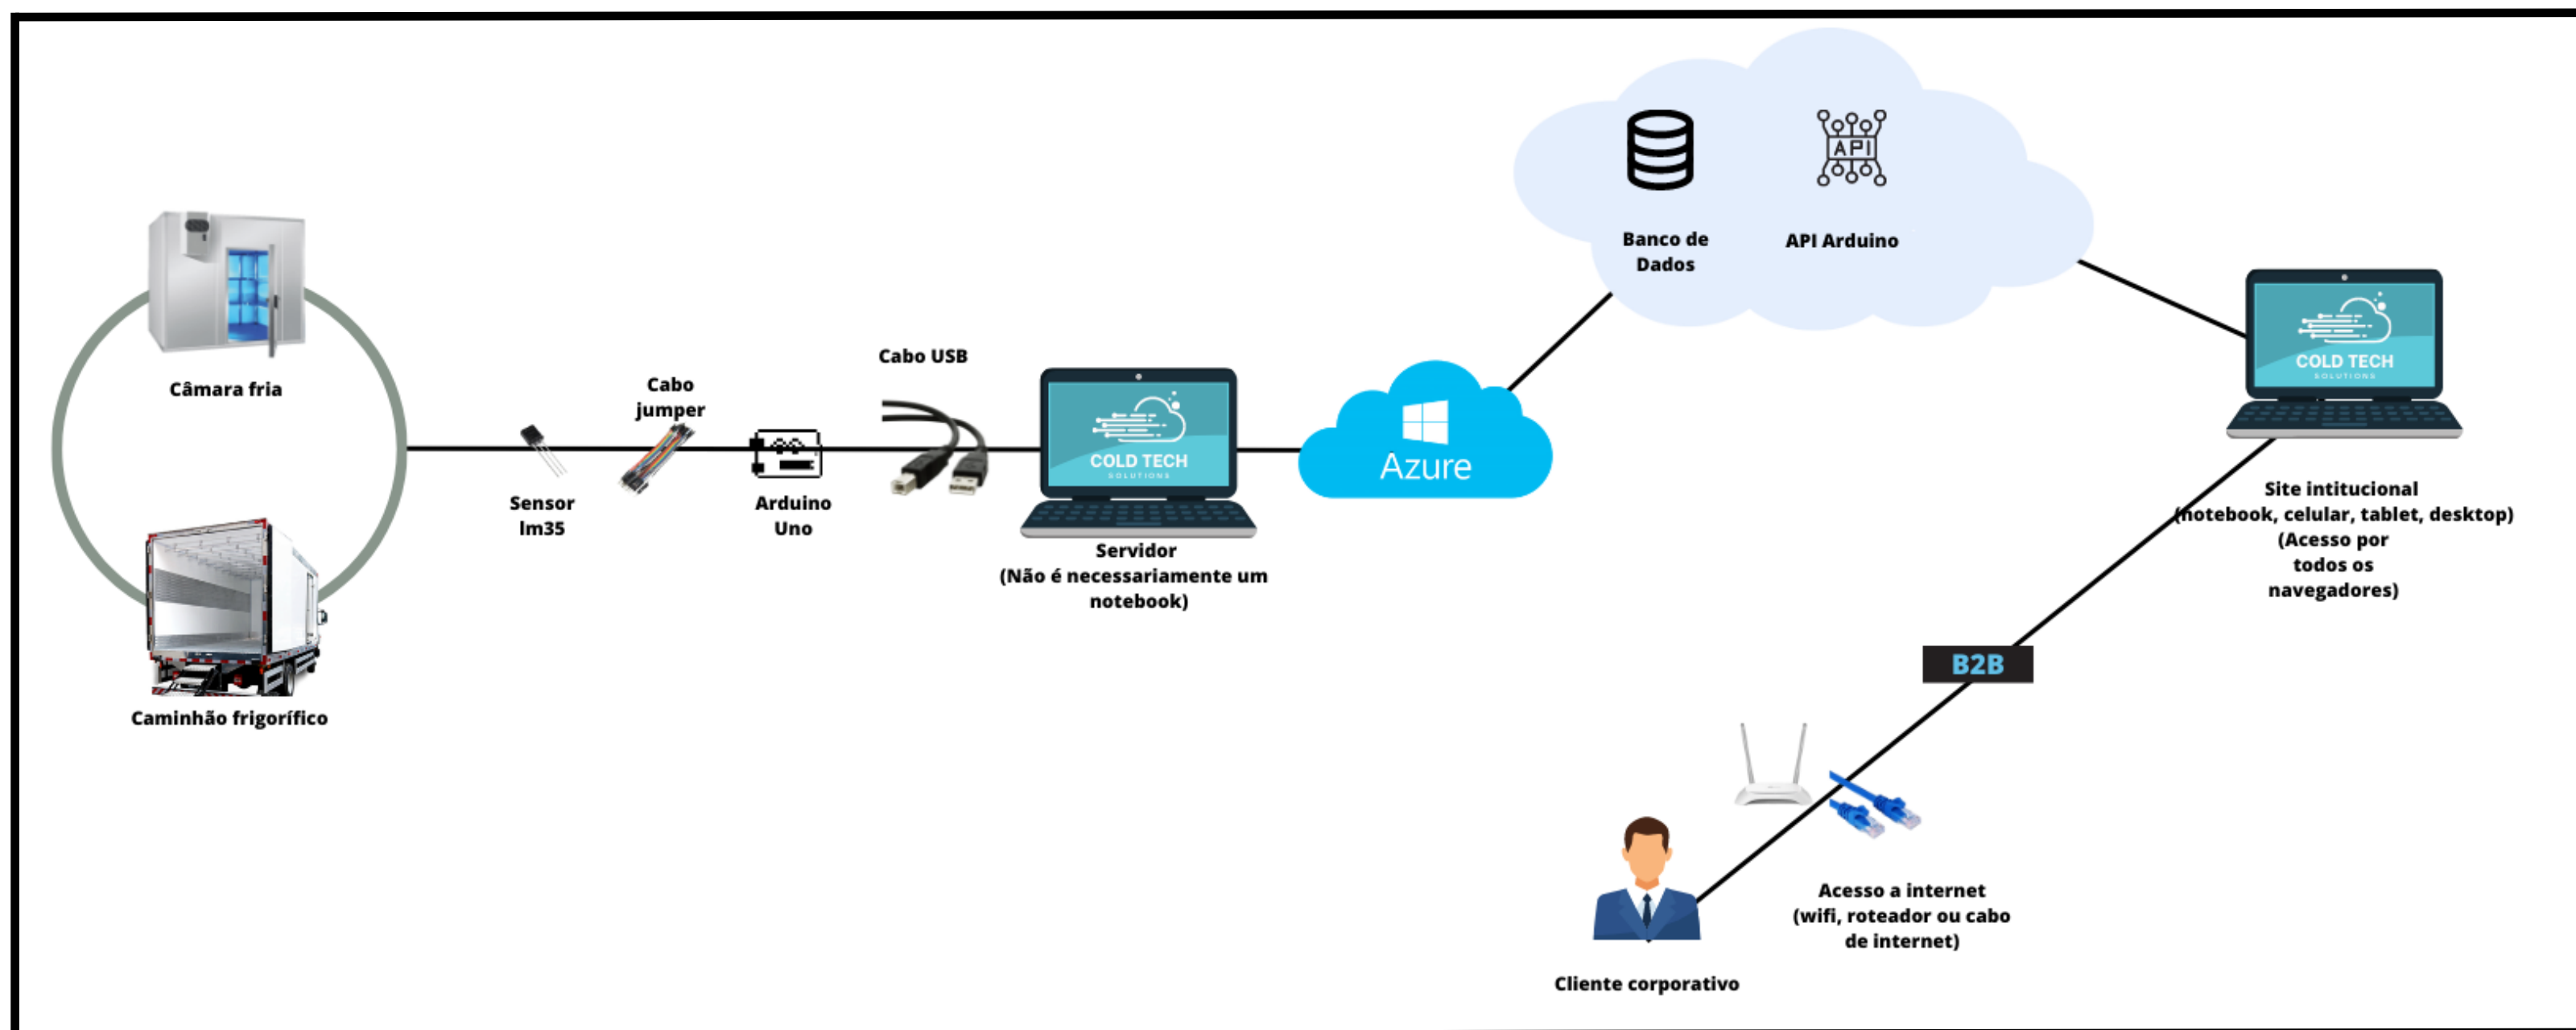 Câmara fria
Caminhão frigorífico
Sensor
lm35
Cabo
jumper
Arduino
Uno
Cabo USB
COLD TECH
SOLUTIONS
Servidor
(Não é necessariamente um
notebook)
Azure
Banco de
Dados
API
API Arduino
COLD TECH
SOLUTIONS
Site intitucional
(notebook, celular, tablet, desktop)
(Acesso por
todos os
navegadores)
B2B
Acesso a internet
(wifi, roteador ou cabo
de internet)
Cliente corporativo